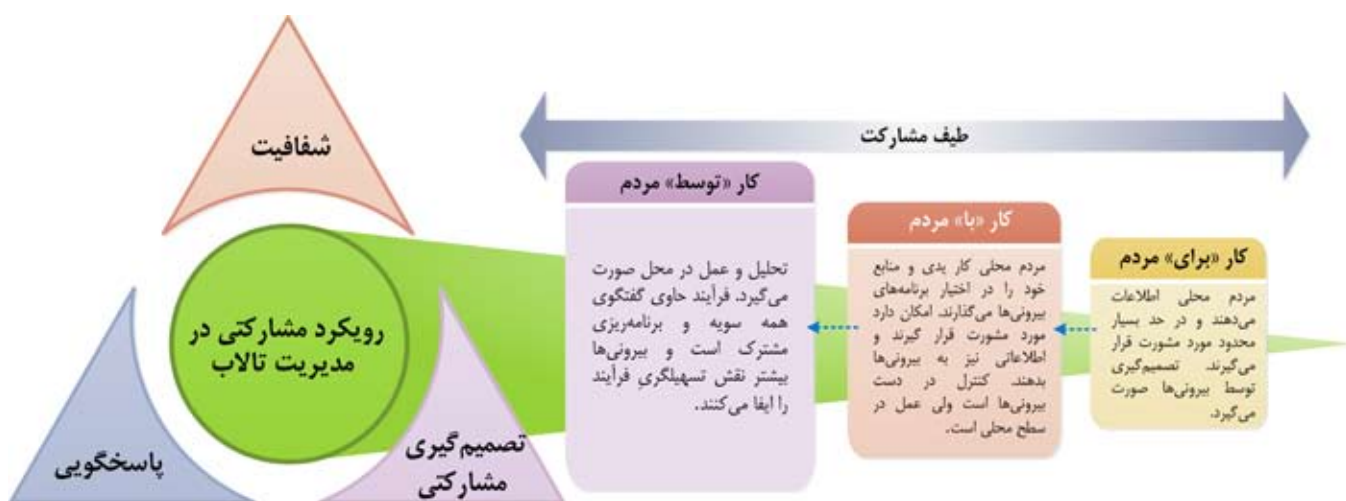 شفافیت
طیف مشارکت
کار «برای» مردم
مردم محلی اطلاعات
می‌دهند و در حد بسیار
محدود مورد مشورت قرار
می‌گیرند. تصمیم‌گیری
توسط بیرونی‌ها صورت
می‌گیرد.
کار «با» مردم
مردم محلی کار یدی و منابع
خود را در اختیار برنامه‌های
بیرونی‌ها می‌گذارند. امکان دارد
مورد مشورت قرار گیرند و
اطلاعاتی نیز به بیرونی‌ها
بدهند. کنترل در دست
بیرونی‌ها است ولی عمل در
سطح محلی است.
کار «توسط» مردم
تحلیل و عمل در محل صورت
می‌گیرد. فرآیند حاوی گفتگوی
همه سویه و برنامه‌ریزی
مشترک است و بیرونی‌ها
بیشتر نقش تسهیلگریِ فرآیند
را ایفا می‌کنند.
رویکرد مشارکتی در
مدیریت تالاب
تصمیم‌گیری
مشارکتی
پاسخگویی